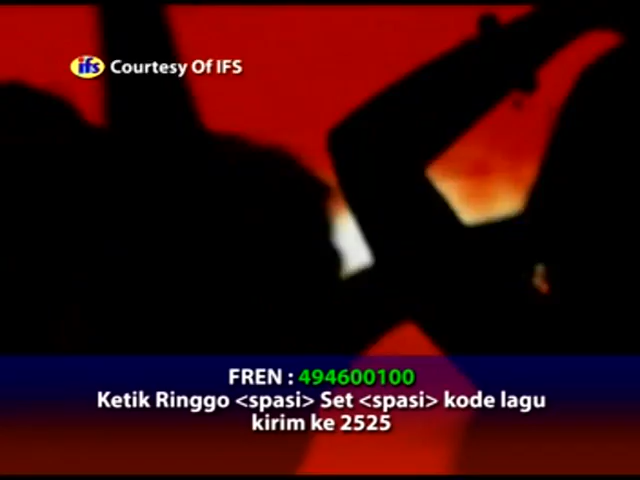 ifs Courtesy Of IFS
FREN : 494600100
Ketik Ringgo <spasi> Set <spasi> kode lagu
kirim ke 2525